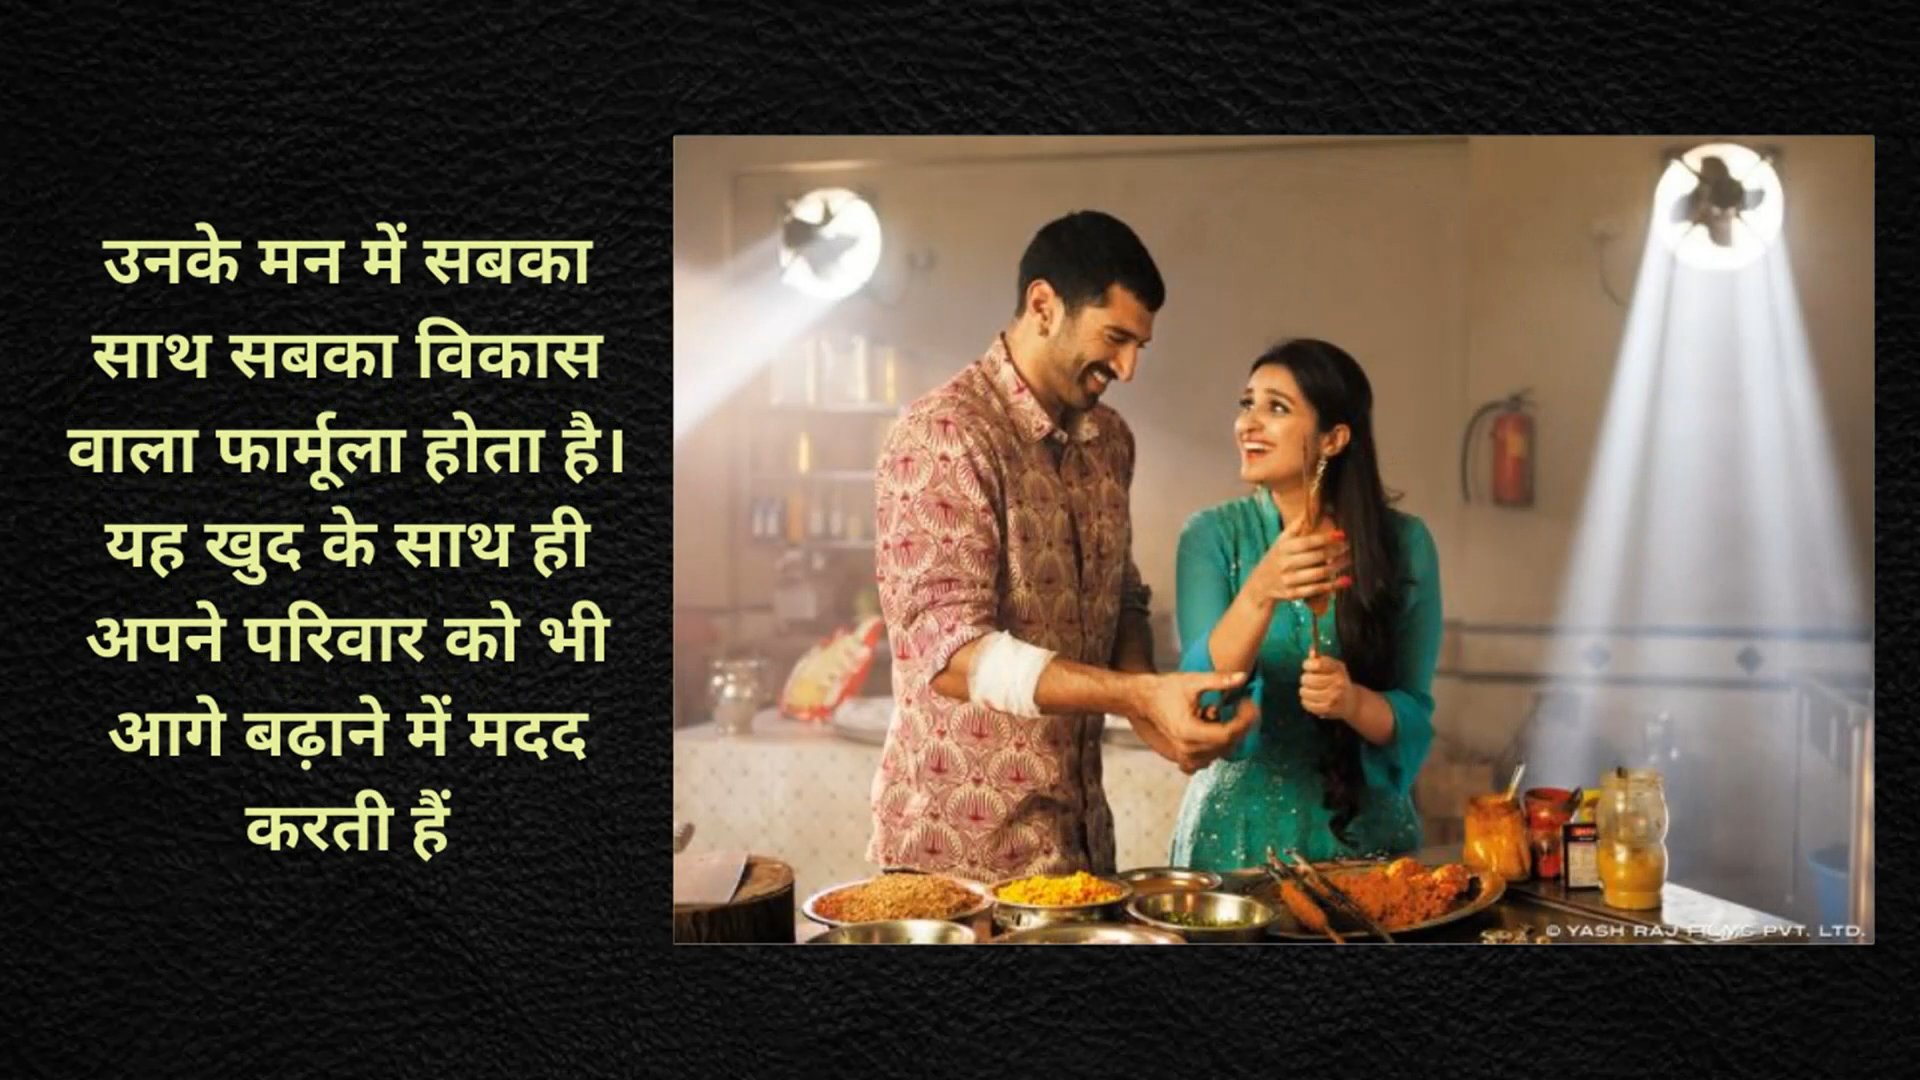 उनके मन में सबका
साथ सबका विकास
वाला फार्मूला होता है।
यह खुद के साथ ही
अपने परिवार को भी
आगे बढ़ाने में मदद
करती हैं
© YASH RAJ FILMS PVT. LTD.